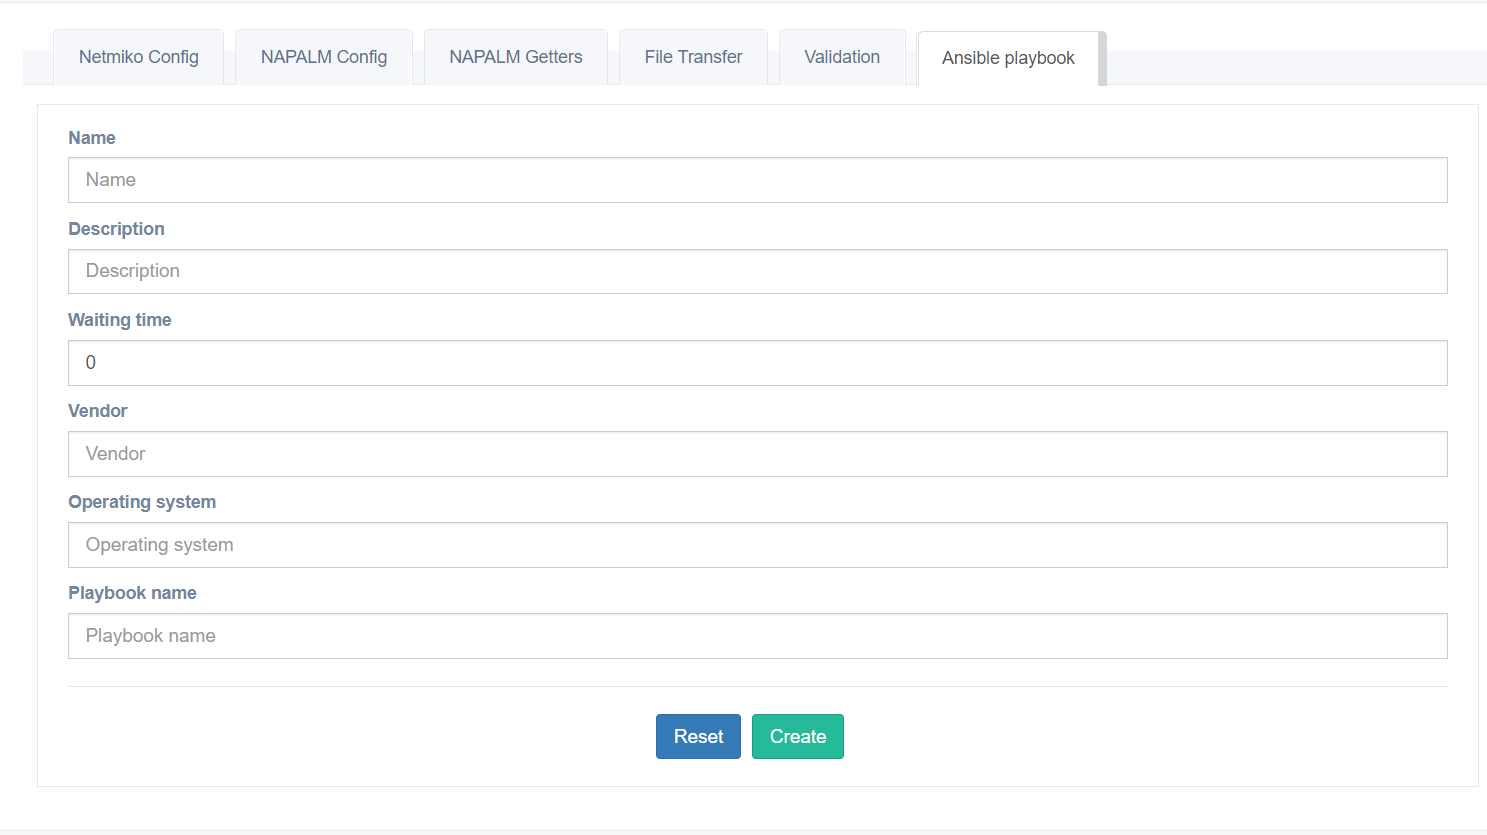 Netmiko Config NAPALM Config NAPALM Getters File Transfer Validation Ansible playbook
Name
Name
Description
Description
Waiting time
0
Vendor
Vendor
Operating system
Operating system
Playbook name
Playbook name
Reset Create